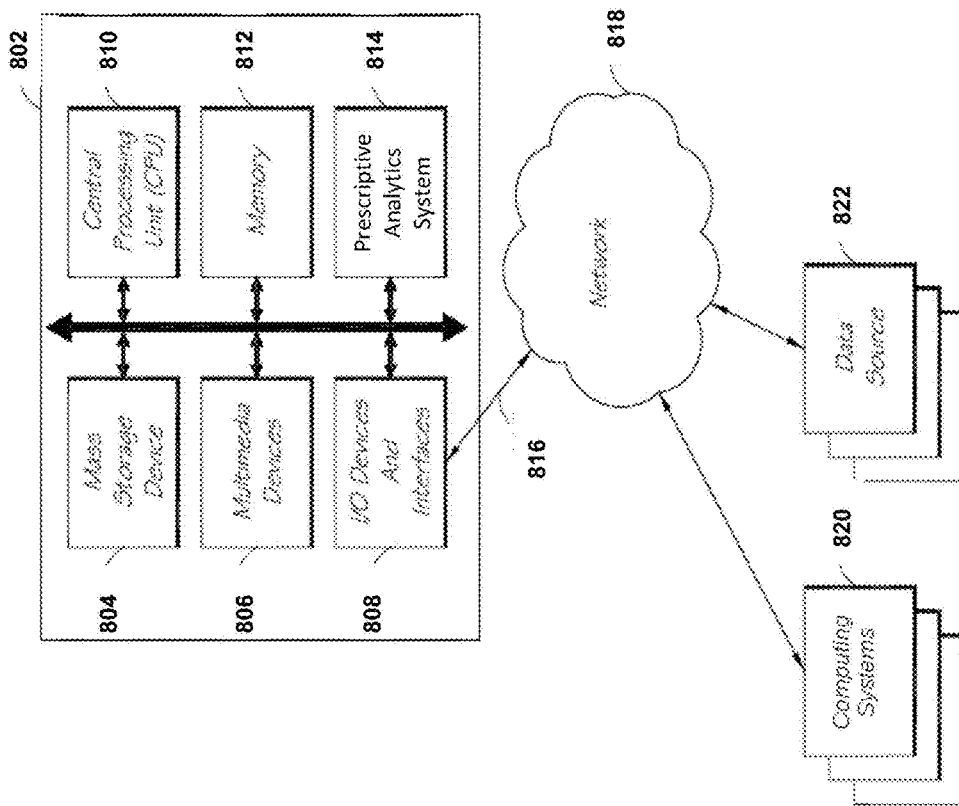 802
810
812
814
Central
Processing
Unit (CPU)
Memory
Prescriptive
Analytics
System
Mass
Storage
Device
Multimedia
Devices
I/O Devices
And
Interfaces
804
806
808
816
818
Network
820
Computing
Systems
822
Data
Source